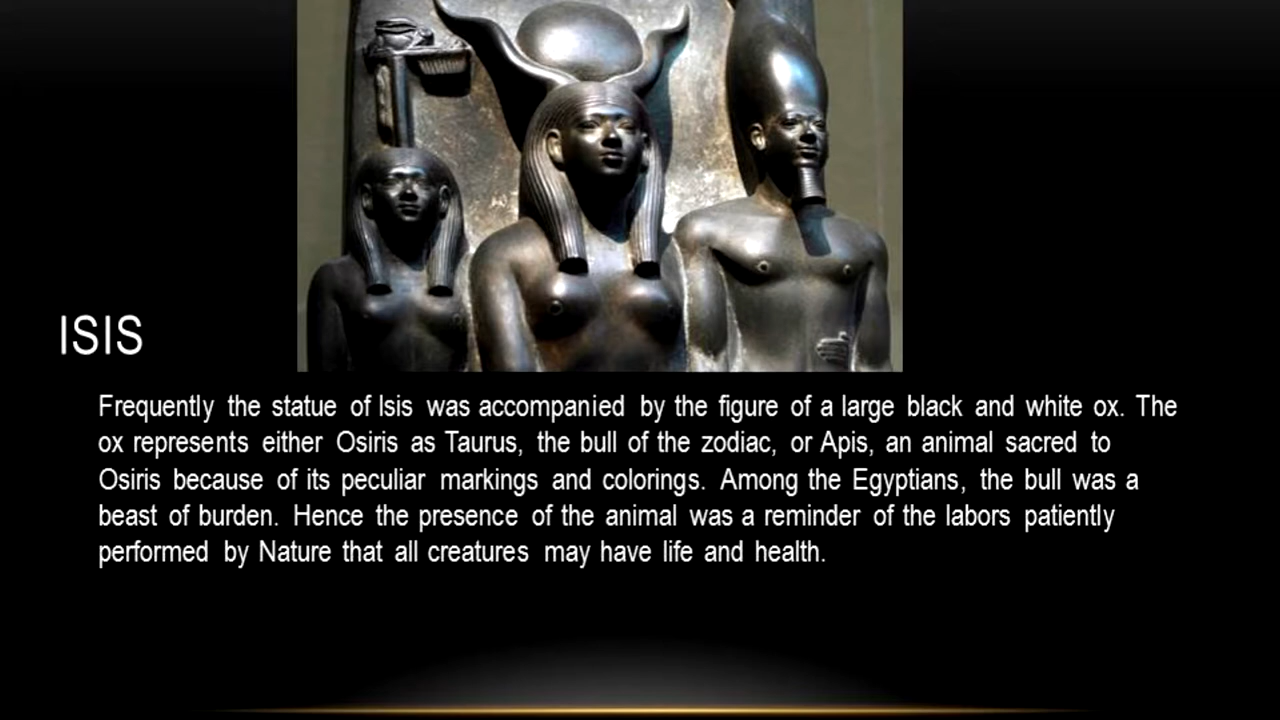 ISIS
Frequently the statue of Isis was accompanied by the figure of a large black and white ox. The
ox represents either Osiris as Taurus, the bull of the zodiac, or Apis, an animal sacred to
Osiris because of its peculiar markings and colorings. Among the Egyptians, the bull was a
beast of burden. Hence the presence of the animal was a reminder of the labors patiently
performed by Nature that all creatures may have life and health.